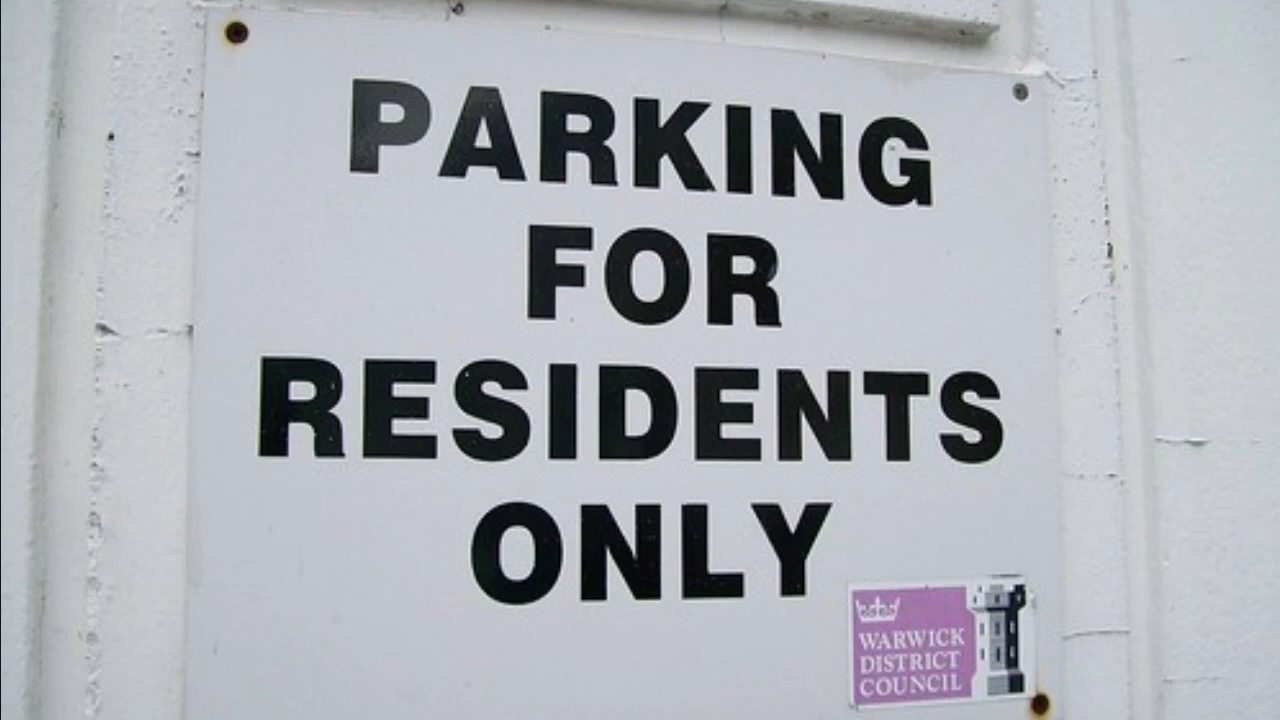 PARKING
FOR
RESIDENTS
ONLY
WARWICK
DISTRICT
COUNCIL